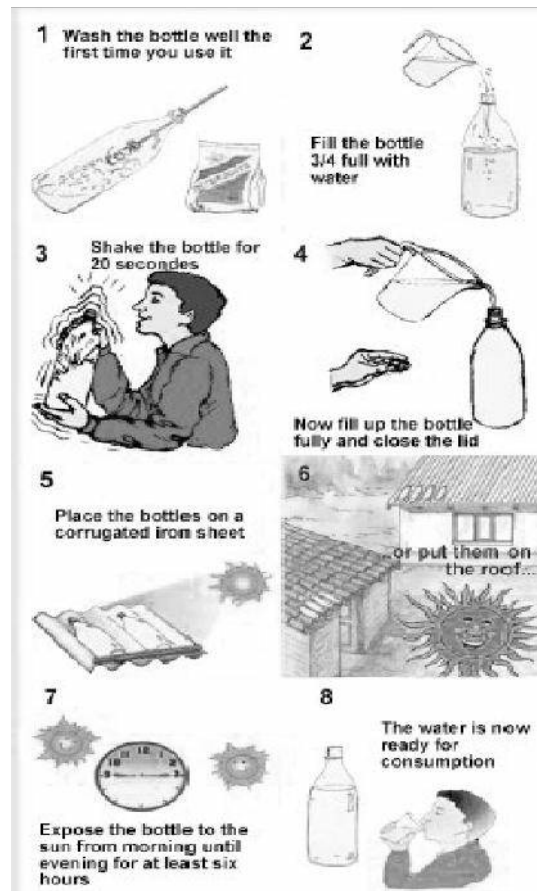 1 Wash the bottle well the
first time you use it
2
Fill the bottle
3/4 full with
water
3 Shake the bottle for
20 secondes
4
Now fill up the bottle
fully and close the lid
5
Place the bottles on a
corrugated irom sheet
6
...or put them on
the roof...
7
12
9
3
Expose the bottle to the
sun from morning until
evening for at least six
hours
8
The water is now
ready for
consumption